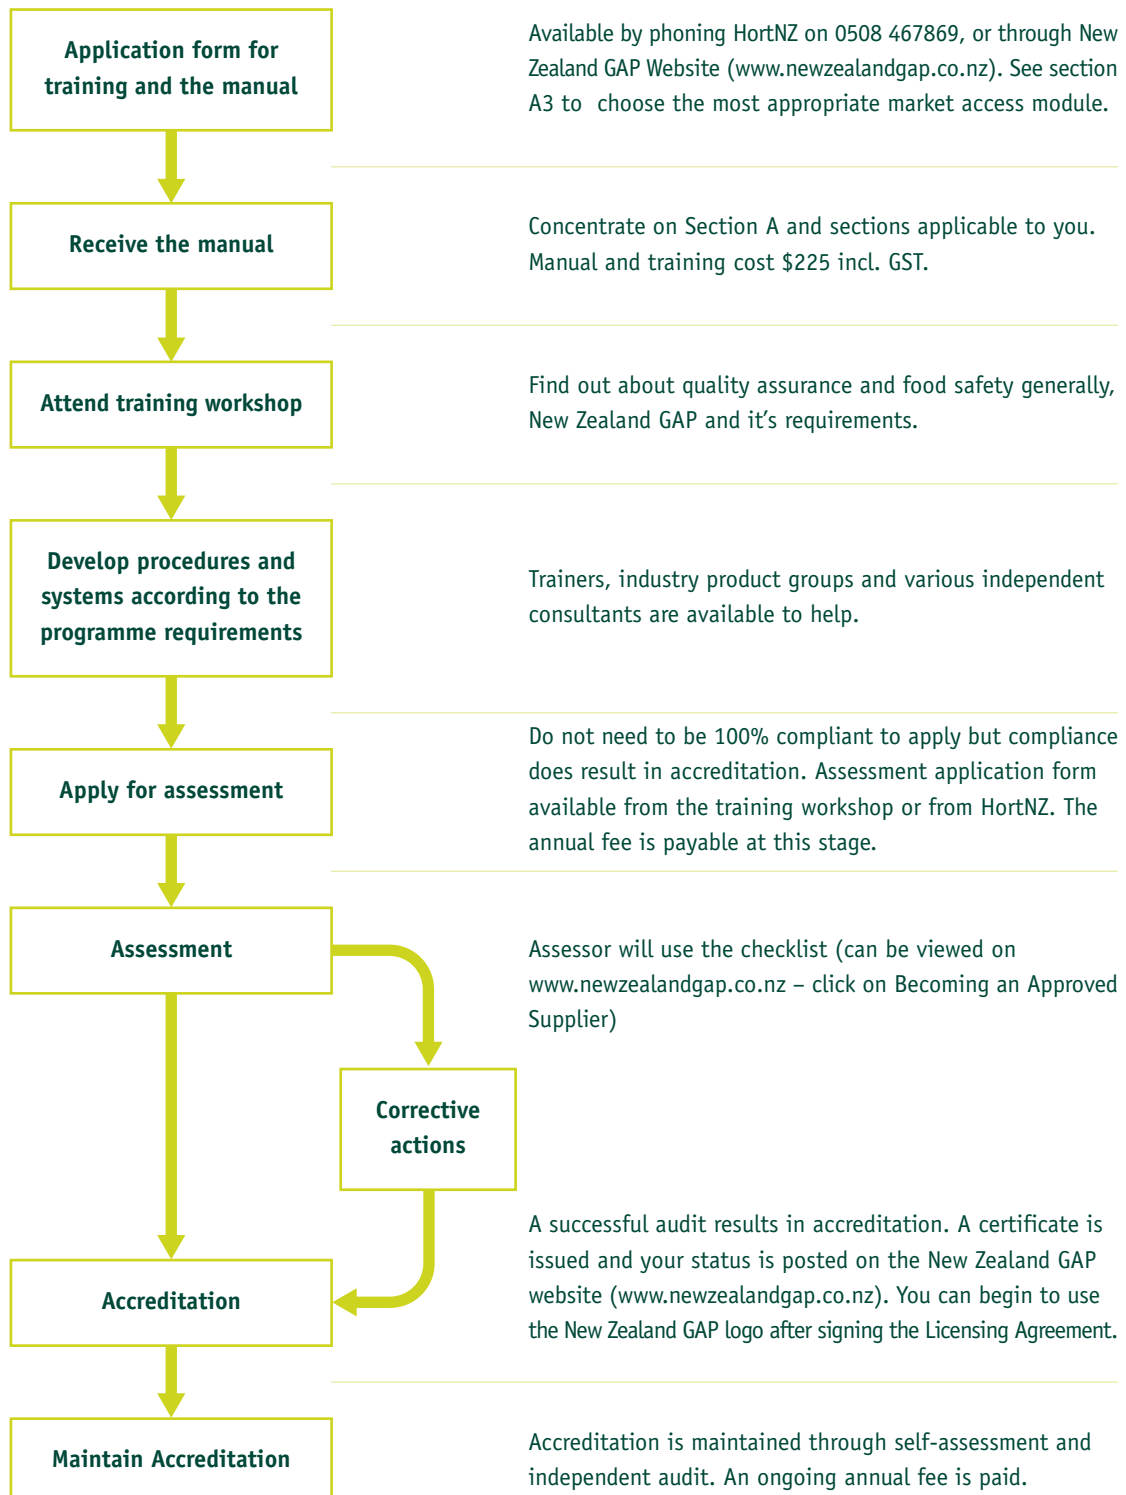 Application form for
training and the manual
Available by phoning HortNZ on 0508 467869, or through New
Zealand GAP Website (www.newzealandgap.co.nz). See section
A3 to choose the most appropriate market access module.
Receive the manual
Concentrate on Section A and sections applicable to you.
Manual and training cost $225 incl. GST.
Attend training workshop
Find out about quality assurance and food safety generally,
New Zealand GAP and it’s requirements.
Develop procedures and
systems according to the
programme requirements
Trainers, industry product groups and various independent
consultants are available to help.
Apply for assessment
Do not need to be 100% compliant to apply but compliance
does result in accreditation. Assessment application form
available from the training workshop or from HortNZ. The
annual fee is payable at this stage.
Assessment
Assessor will use the checklist (can be viewed on
www.newzealandgap.co.nz – click on Becoming an Approved
Supplier)
Corrective
actions
Accreditation
A successful audit results in accreditation. A certificate is
issued and your status is posted on the New Zealand GAP
website (www.newzealandgap.co.nz). You can begin to use
the New Zealand GAP logo after signing the Licensing Agreement.
Maintain Accreditation
Accreditation is maintained through self-assessment and
independent audit. An ongoing annual fee is paid.